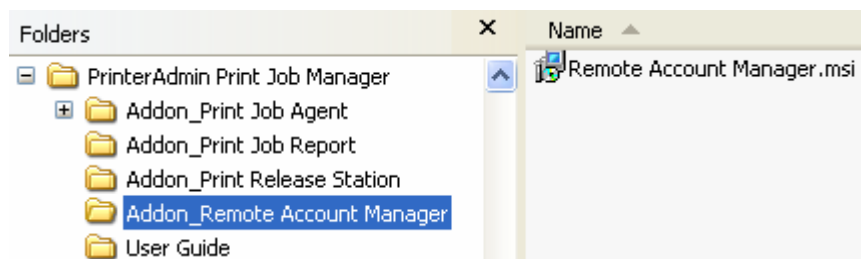 Folders
PrinterAdmin Print Job Manager
Addon_Print Job Agent
Addon_Print Job Report
Addon_Print Release Station
Addon_Remote Account Manager
User Guide
Name
Remote Account Manager.msi